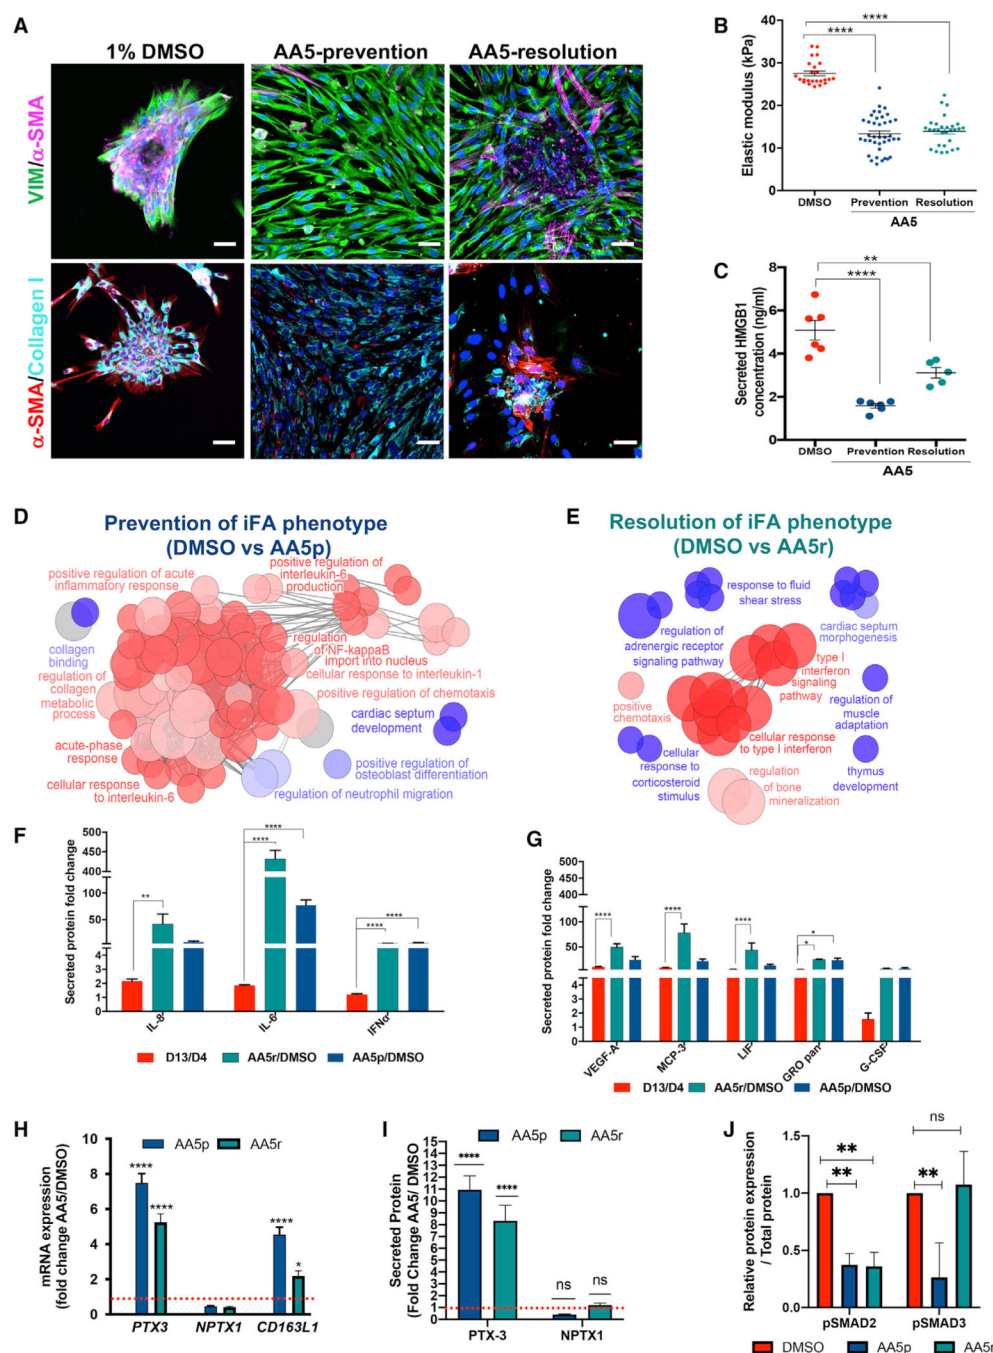 A
1% DMSO
AA5-prevention
AA5-resolution
VIM/α-SMA
α-SMA/Collagen I
B
Elastic modulus (kPa)
40
30
20
10
0
****
****
DMSO
Prevention
Resolution
AA5
C
Secreted HMGB1
concentration (ng/ml)
8
6
4
2
0
**
****
DMSO
Prevention
Resolution
AA5
D
Prevention of iFA phenotype
(DMSO vs AA5p)
positive regulation of acute
inflammatory response
positive regulation of
interleukin-6
production
collagen
binding
regulation of
collagen
metabolic
process
regulation
of NF-kappaB
import into nucleus
cellular response to interleukin-1
positive regulation of chemotaxis
cardiac septum
development
acute-phase
response
cellular response
to interleukin-6
positive regulation of
osteoblast differentiation
regulation of neutrophil migration
E
Resolution of iFA phenotype
(DMSO vs AA5r)
response to fluid
shear stress
cardiac septum
morphogenesis
regulation of
adrenergic receptor
signaling pathway
type I
interferon
signaling
pathway
positive
chemotaxis
regulation
of muscle
adaptation
cellular response
to type I interferon
cellular
response to
corticosteroid
stimulus
thymus
development
regulation
of bone
mineralization
F
Secreted protein fold change
500
450
400
100
50
4
3
2
1
0
**
****
****
****
****
IL-8
IL-6
IFNα
D13/D4
AA5r/DMSO
AA5p/DMSO
G
Secreted protein fold change
500
450
400
100
50
5
4
3
2
1
0
****
****
****
*
*
VEGF-A
MCP-3
LIF
GRO pan
G-CSF
D13/D4
AA5r/DMSO
AA5p/DMSO
H
mRNA expression
(fold change AA5/DMSO)
10
8
6
4
2
0
AA5p
AA5r
****
****
****
*
PTX3
NPTX1
CD163L1
I
Secreted Protein
(Fold Change AA5/ DMSO
15
14
13
12
11
10
9
8
7
6
5
4
3
2
1
0
AA5p
AA5r
****
****
ns
ns
PTX-3
NPTX1
J
Relative protein expression
/ Total protein
1.5
1.0
0.5
0.0
**
**
ns
**
pSMAD2
pSMAD3
DMSO
AA5p
AA5r